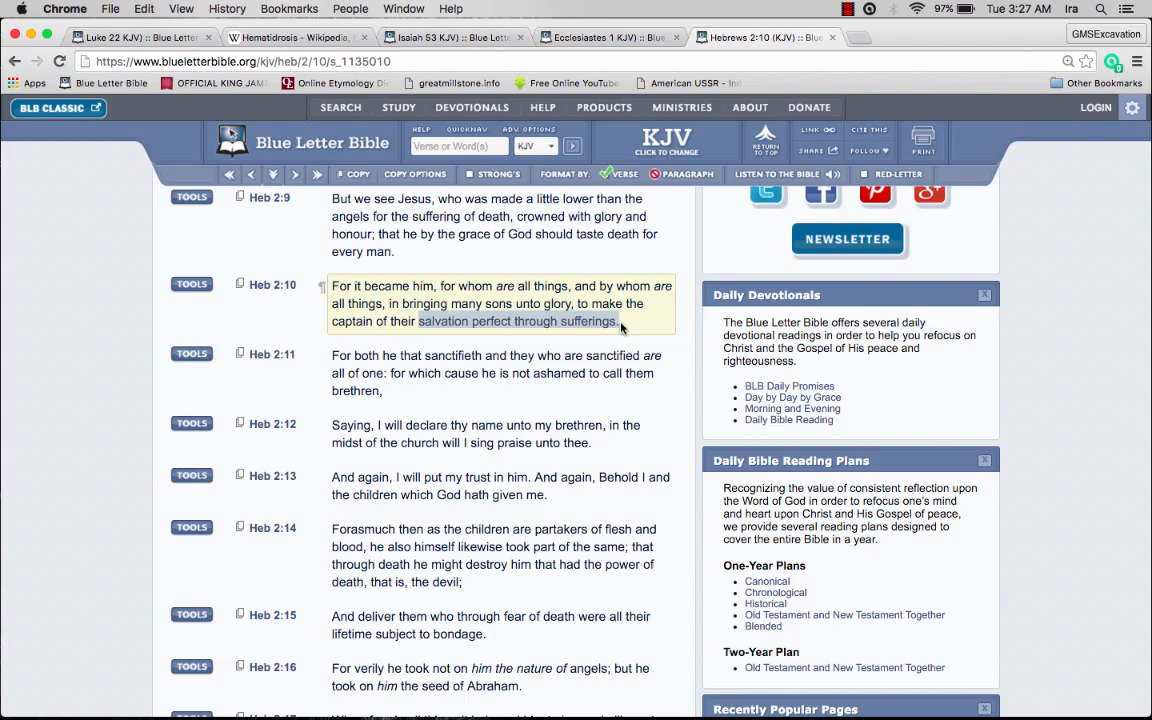 Chrome File Edit View History Bookmarks People Window Help 97% Tue 3:27 AM Ira
Luke 22 KJV) :: Blue Letter
Hematidrosis - Wikipedia,
Isaiah 53 KJV) :: Blue Lett
Ecclesiastes 1 KJV) :: Blue
Hebrews 2:10 (KJV) :: Blue
GMSExcavation
https://www.blueletterbible.org/kjv/heb/2/10/s_1135010
Apps Blue Letter Bible OFFICIAL KING JAM Online Etymology Di greatmillstone.info Free Online YouTube American USSR - In Other Bookmarks
BLB CLASSIC SEARCH STUDY DEVOTIONALS HELP PRODUCTS MINISTRIES ABOUT DONATE LOGIN
Blue Letter Bible
HELP QUICKNAV ADV. OPTIONS
Verse or Word(s) KJV
KJV
CLICK TO CHANGE
RETURN
TO TOP
LINK
CITE THIS
SHARE
FOLLOW
PRINT
COPY COPY OPTIONS STRONG'S FORMAT BY: VERSE PARAGRAPH LISTEN TO THE BIBLE RED-LETTER
TOOLS Heb 2:9 But we see Jesus, who was made a little lower than the
angels for the suffering of death, crowned with glory and
honour; that he by the grace of God should taste death for
every man.
TOOLS Heb 2:10 ¶ For it became him, for whom are all things, and by whom are
all things, in bringing many sons unto glory, to make the
captain of their salvation perfect through sufferings.
TOOLS Heb 2:11 For both he that sanctifieth and they who are sanctified are
all of one: for which cause he is not ashamed to call them
brethren,
TOOLS Heb 2:12 Saying, I will declare thy name unto my brethren, in the
midst of the church will I sing praise unto thee.
TOOLS Heb 2:13 And again, I will put my trust in him. And again, Behold I and
the children which God hath given me.
TOOLS Heb 2:14 Forasmuch then as the children are partakers of flesh and
blood, he also himself likewise took part of the same; that
through death he might destroy him that had the power of
death, that is, the devil;
TOOLS Heb 2:15 And deliver them who through fear of death were all their
lifetime subject to bondage.
TOOLS Heb 2:16 For verily he took not on him the nature of angels; but he
took on him the seed of Abraham.
NEWSLETTER
Daily Devotionals
The Blue Letter Bible offers several daily
devotional readings in order to help you refocus on
Christ and the Gospel of His peace and
righteousness.
BLB Daily Promises
Day by Day by Grace
Morning and Evening
Daily Bible Reading
Daily Bible Reading Plans
Recognizing the value of consistent reflection upon
the Word of God in order to refocus one's mind
and heart upon Christ and His Gospel of peace,
we provide several reading plans designed to
cover the entire Bible in a year.
One-Year Plans
Canonical
Chronological
Historical
Old Testament and New Testament Together
Blended
Two-Year Plan
Old Testament and New Testament Together
Recently Popular Pages